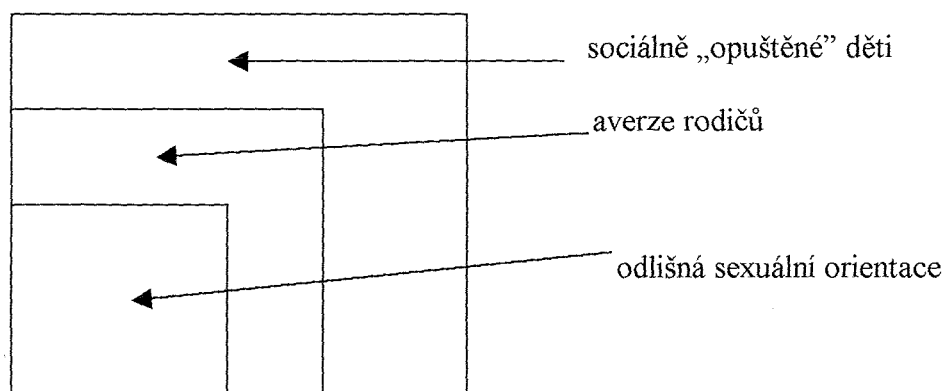 sociálně „opuštěné” děti
averze rodičů
odlišná sexuální orientace